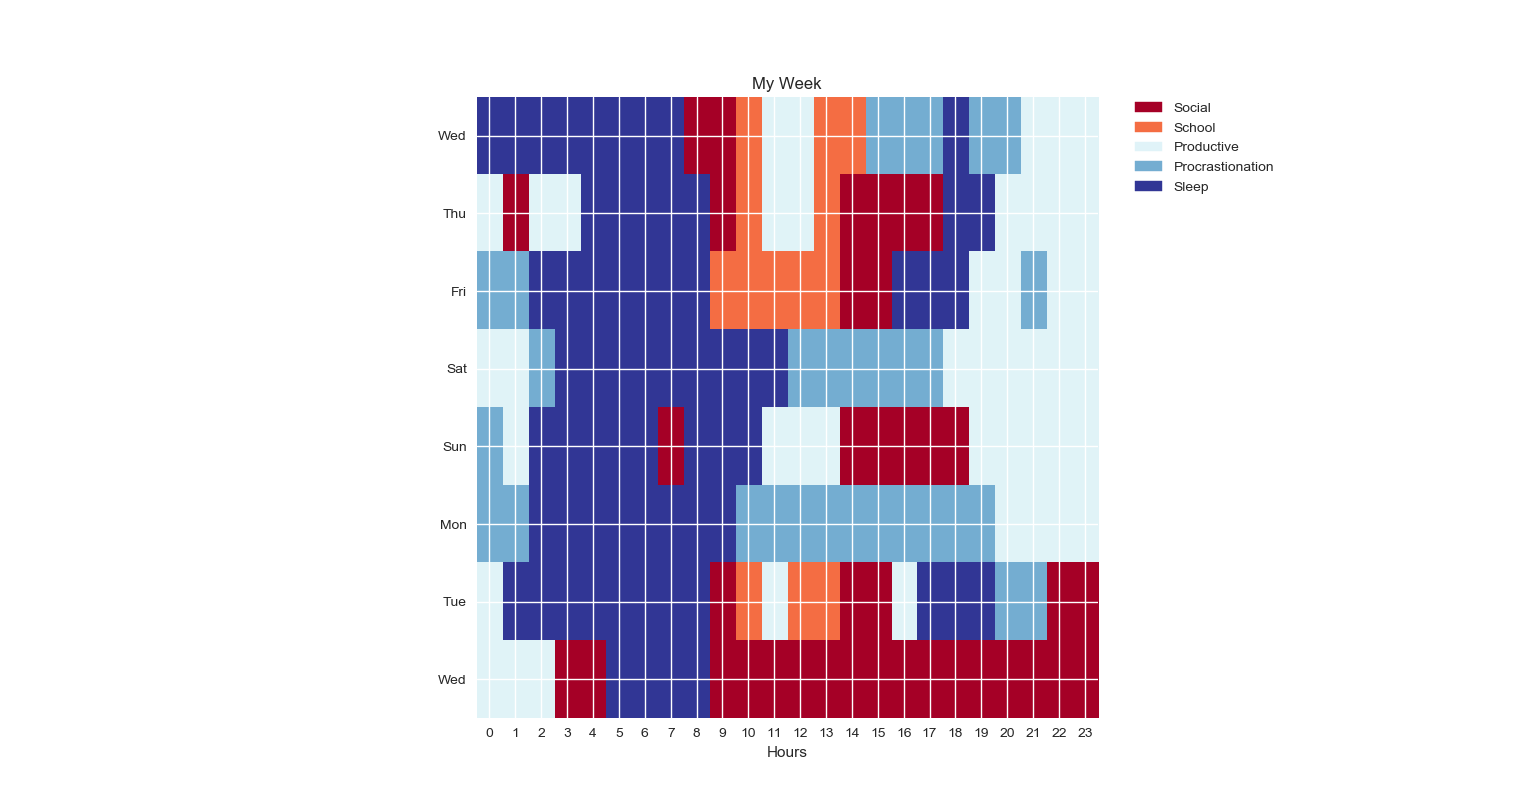 My Week
Social
School
Productive
Procrastionation
Sleep
Wed
Thu
Fri
Sat
Sun
Mon
Tue
Wed
0 1 2 3 4 5 6 7 8 9 10 11 12 13 14 15 16 17 18 19 20 21 22 23
Hours